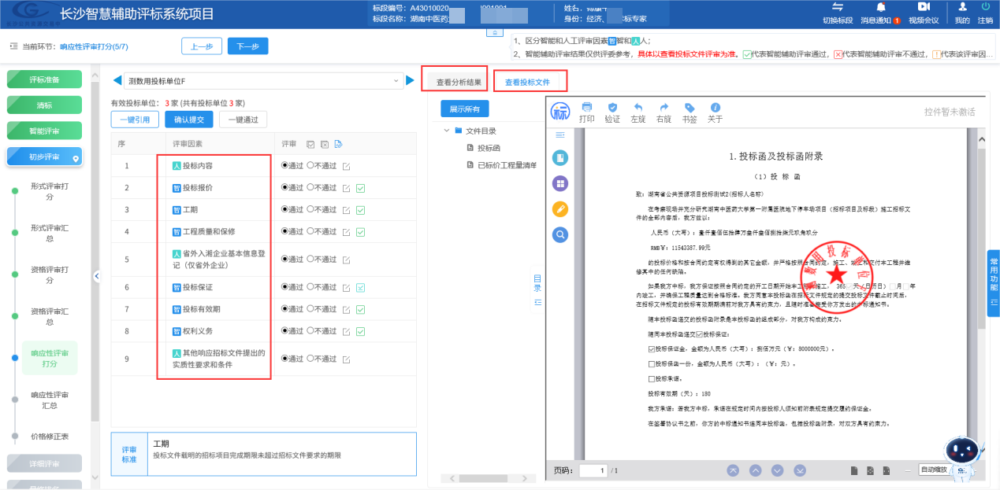 长沙智慧辅助评标系统项目
标段编号: A43010020
标段名称: 湖南中医药
身份: 经济、
标专家
切换标段
消息通知
1
视频会议
我的
注销
当前环节: 响应性评审打分(5/7)
上一步
下一步
1、区分智能和人工评审因素智智和人人;
2、智能辅助评审结果仅供评委参考, 具体以查看投标文件评审为准。代表智能辅助评审通过, 代表智能辅助评审不通过, 代表该评审因...
评标准备
清标
智能评审
初步评审
形式评审打分
形式评审汇总
资格评审打分
资格评审汇总
响应性评审打分
响应性评审汇总
价格修正表
详细评审
测数用投标单位F
有效投标单位: 3 家 (共有投标单位 3 家)
一键引用
确认提交
一键通过
序
评审因素
评审
1 人 投标内容 通过 不通过
2 智 投标报价 通过 不通过
3 智 工期 通过 不通过
4 智 工程质量和保修 通过 不通过
5 人 省外入湘企业基本信息登记（仅省外企业） 通过 不通过
6 智 投标保证 通过 不通过
7 智 投标有效期 通过 不通过
8 智 权利义务 通过 不通过
9 人 其他响应招标文件提出的实质性要求和条件 通过 不通过
评审标准
工期
投标文件载明的招标项目完成期限未超过招标文件要求的期限
查看分析结果
查看投标文件
展示所有
文件目录
投标函
已标价工程量清单
目录
标
打印
验证
左旋
右旋
书签
关于
控件暂未激活
1.投标函及投标函附录
（1）投 标 函
致: 湖南省公共资源项目投标测试2(招标人名称)
在考察现场并充分研究湖南中医药大学第一附属医院地下停车场项目（招标项目及标段）施工招标文
件的全部内容后，我方兹以:
人民币（大写）: 壹仟壹佰伍拾肆万叁仟叁佰捌拾柒元玖角玖分
RMB￥: 11543387.99元
的投标价格和按合同约定有权得到的其它金额，并严格按照合同约定，施工、竣工和交付本工程并维
修其中的任何缺陷。
如果我方中标，我方保证按照合同约定的开工日期开始本工程施工， 365 天（日历日） 月 年
内竣工，并确保工程质量达到合格标准。我方同意本投标函在招标文件规定的提交投标文件截止时间后，
在招标文件规定的投标有效期期满前对我方具有约束力，且随时准备接受你方发出的中标通知书。
随本投标函递交的投标函附录是本投标函的组成部分，对我方构成约束力。
随同本投标函递交投标保证:
投标保证金，金额为人民币（大写）: 捌佰万元（￥: 8000000元）。
投标保函一份，金额为人民币（大写）: （￥: 元）。
投标承诺。
投标有效期（天）: 180
我方承诺: 若我方中标，承诺在规定时间内按投标人须知前附表规定提交履约保证金。
在签署协议书之前，你方的中标通知书连同本投标函，包括投标函附录，对双方具有约束力。
页码:
1
/1
自动缩放
常用功能